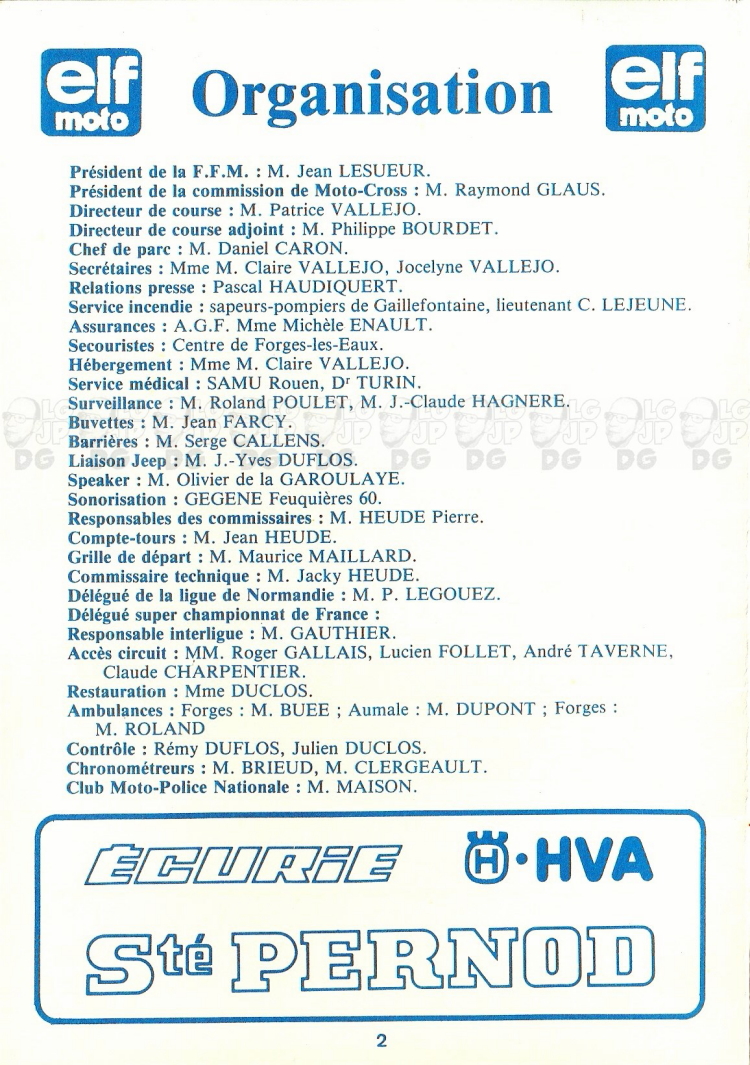 elf moto
Organisation
elf moto
Président de la F.F.M. : M. Jean LESUEUR.
Président de la commission de Moto-Cross : M. Raymond GLAUS.
Directeur de course : M. Patrice VALLEJO.
Directeur de course adjoint : M. Philippe BOURDET.
Chef de parc : M. Daniel CARON.
Secrétaires : Mme M. Claire VALLEJO, Jocelyne VALLEJO.
Relations presse : Pascal HAUDIQUERT.
Service incendie : sapeurs-pompiers de Gaillefontaine, lieutenant C. LEJEUNE.
Assurances : A.G.F. Mme Michèle ENAULT.
Secouristes : Centre de Forges-les-Eaux.
Hébergement : Mme M. Claire VALLEJO.
Service médical : SAMU Rouen, Dr TURIN.
Surveillance : M. Roland POULET, M. J.-Claude HAGNERE.
Buvettes : M. Jean FARCY.
Barrières : M. Serge CALLENS.
Liaison Jeep : M. J.-Yves DUFLOS.
Speaker : M. Olivier de la GAROULAYE.
Sonorisation : GEGENE Feuquières 60.
Responsables des commissaires : M. HEUDE Pierre.
Compte-tours : M. Jean HEUDE.
Grille de départ : M. Maurice MAILLARD.
Commissaire technique : M. Jacky HEUDE.
Délégué de la ligue de Normandie : M. P. LEGOUEZ.
Délégué super championnat de France :
Responsable interligue : M. GAUTHIER.
Accès circuit : MM. Roger GALLAIS, Lucien FOLLET, André TAVERNE,
Claude CHARPENTIER.
Restauration : Mme DUCLOS.
Ambulances : Forges : M. BUEE ; Aumale : M. DUPONT ; Forges :
M. ROLAND
Contrôle : Rémy DUFLOS, Julien DUCLOS.
Chronométreurs : M. BRIEUD, M. CLERGEAULT.
Club Moto-Police Nationale : M. MAISON.
ÉCURIE H·HVA
Sté PERNOD
2